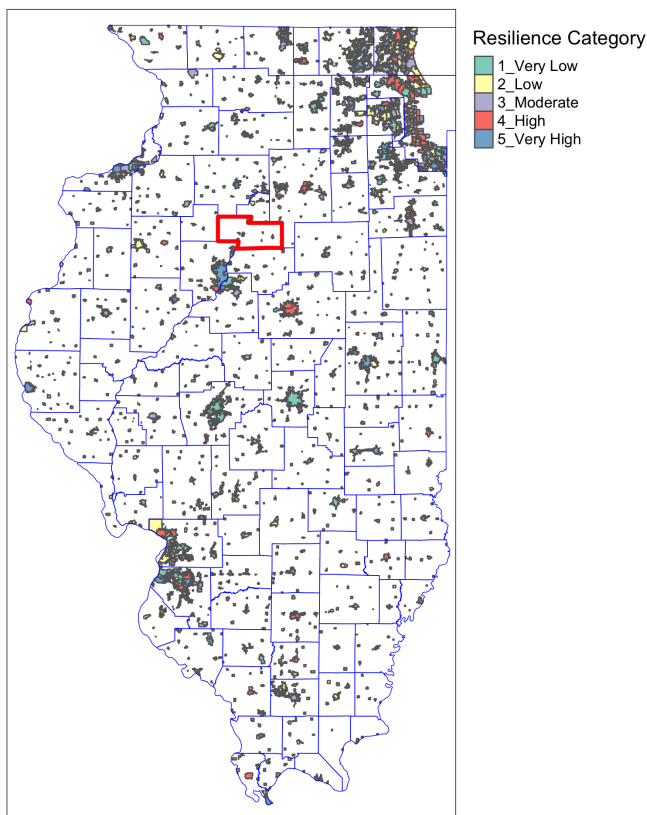 Resilience Category
1_Very Low
2_Low
3_Moderate
4_High
5_Very High